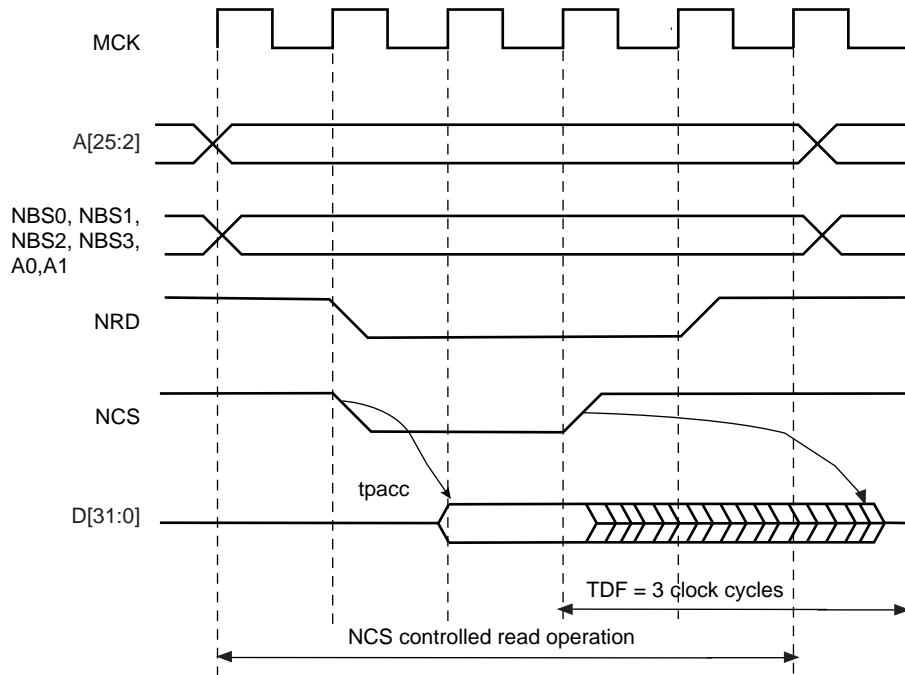 MCK
A[25:2]
NBS0, NBS1,
NBS2, NBS3,
A0,A1
NRD
NCS
tpacc
D[31:0]
TDF = 3 clock cycles
NCS controlled read operation